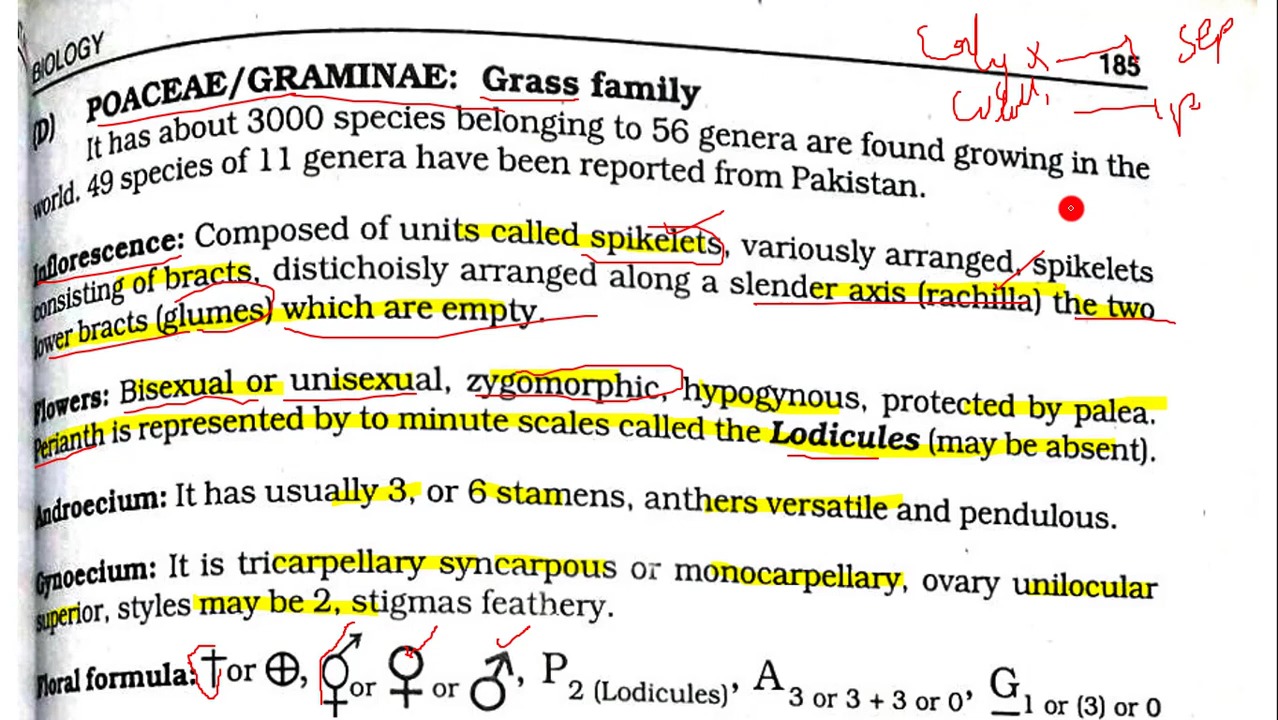 BIOLOGY
185
Early x → Sep
(D) POACEAE/GRAMINAE: Grass family
It has about 3000 species belonging to 56 genera are found growing in the
world. 49 species of 11 genera have been reported from Pakistan.
Inflorescence: Composed of units called spikelets, variously arranged, spikelets
consisting of bracts, distichoisly arranged along a slender axis (rachilla) the two
lower bracts (glumes) which are empty.
Flowers: Bisexual or unisexual, zygomorphic, hypogynous, protected by palea.
Perianth is represented by to minute scales called the Lodicules (may be absent).
Androecium: It has usually 3, or 6 stamens, anthers versatile and pendulous.
Gynoecium: It is tricarpellary syncarpous or monocarpellary, ovary unilocular
superior, styles may be 2, stigmas feathery.
Floral formula: † or ⊕, ⚥ or ♀ or ♂, P2 (Lodicules), A3 or 3 + 3 or 0, G1 or (3) or 0